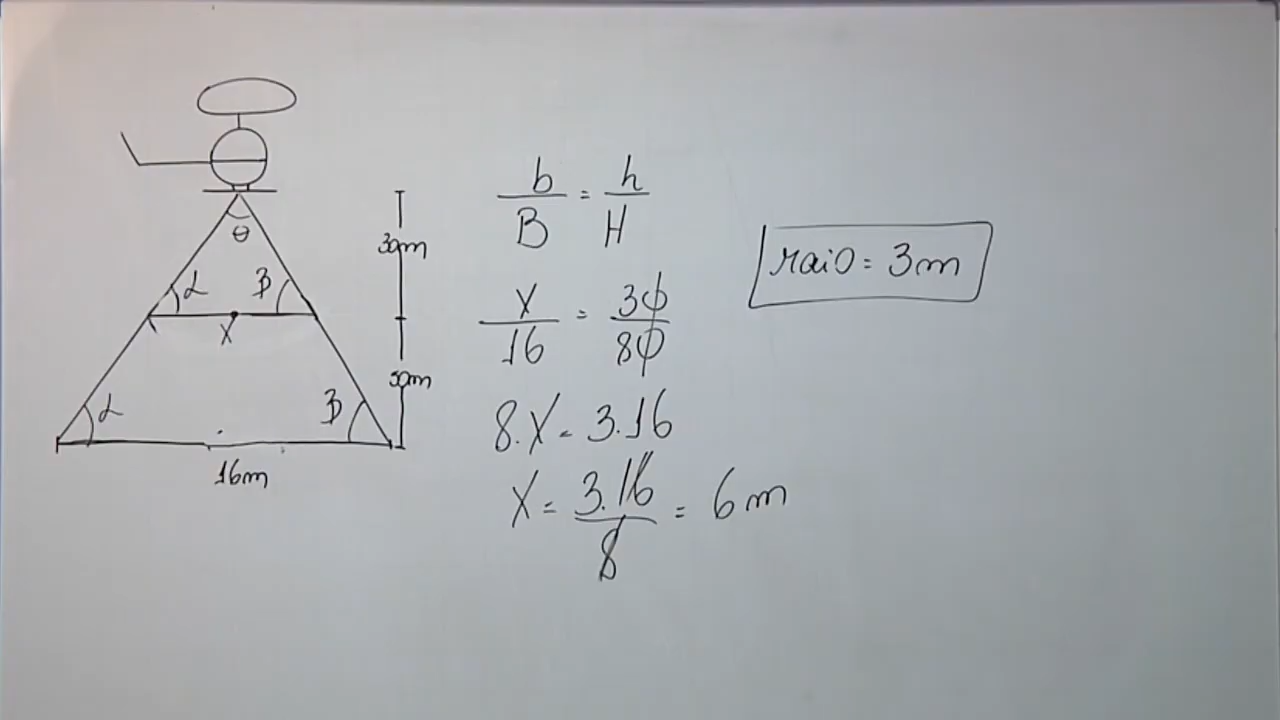 θ
α β
X
α β
16m
30m
50m
b/B = h/H
X/16 = 30/80
8.X = 3.16
X = 3.16/8 = 6m
raio = 3m